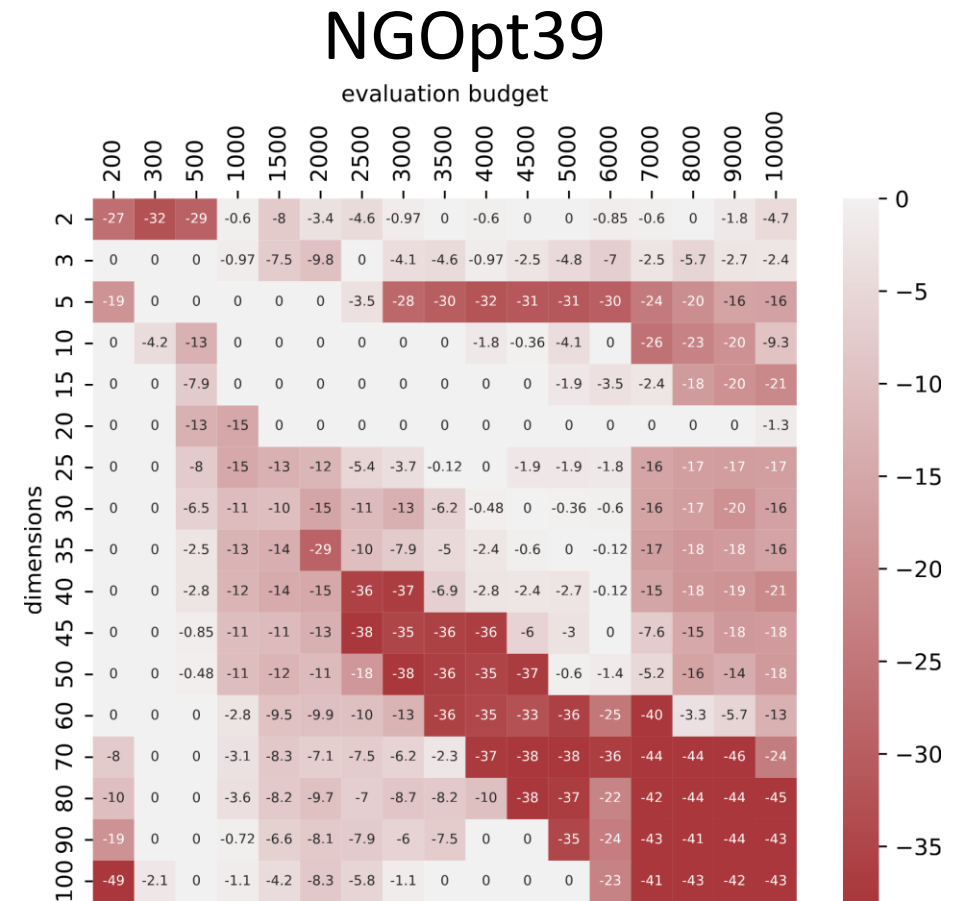 NGOpt39
evaluation budget
200 300 500 1000 1500 2000 2500 3000 3500 4000 4500 5000 6000 7000 8000 9000 10000
dimensions
2 -27 -32 -29 -0.6 -8 -3.4 -4.6 -0.97 0 -0.6 0 0 -0.85 -0.6 0 -1.8 -4.7
3 0 0 0 -0.97 -7.5 -9.8 0 -4.1 -4.6 -0.97 -2.5 -4.8 -7 -2.5 -5.7 -2.7 -2.4
5 -19 0 0 0 0 0 -3.5 -28 -30 -32 -31 -31 -30 -24 -20 -16 -16
10 0 -4.2 -13 0 0 0 0 0 0 -1.8 -0.36 -4.1 0 -26 -23 -20 -9.3
15 0 0 -7.9 0 0 0 0 0 0 0 0 -1.9 -3.5 -2.4 -18 -20 -21
20 0 0 -13 -15 0 0 0 0 0 0 0 0 0 0 0 0 -1.3
25 0 0 -8 -15 -13 -12 -5.4 -3.7 -0.12 0 -1.9 -1.9 -1.8 -16 -17 -17 -17
30 0 0 -6.5 -11 -10 -15 -11 -13 -6.2 -0.48 0 -0.36 -0.6 -16 -17 -20 -16
35 0 0 -2.5 -13 -14 -29 -10 -7.9 -5 -2.4 -0.6 0 -0.12 -17 -18 -18 -16
40 0 0 -2.8 -12 -14 -15 -36 -37 -6.9 -2.8 -2.4 -2.7 -0.12 -15 -18 -19 -21
45 0 0 -0.85 -11 -11 -13 -38 -35 -36 -36 -6 -3 0 -7.6 -15 -18 -18
50 0 0 -0.48 -11 -12 -11 -18 -38 -36 -35 -37 -0.6 -1.4 -5.2 -16 -14 -18
60 0 0 0 -2.8 -9.5 -9.9 -10 -13 -36 -35 -33 -36 -25 -40 -3.3 -5.7 -13
70 -8 0 0 -3.1 -8.3 -7.1 -7.5 -6.2 -2.3 -37 -38 -38 -36 -44 -44 -46 -24
80 -10 0 0 -3.6 -8.2 -9.7 -7 -8.7 -8.2 -10 -38 -37 -22 -42 -44 -44 -45
90 -19 0 0 -0.72 -6.6 -8.1 -7.9 -6 -7.5 0 0 -35 -24 -43 -41 -44 -43
100 -49 -2.1 0 -1.1 -4.2 -8.3 -5.8 -1.1 0 0 0 0 -23 -41 -43 -42 -43
0
−5
−10
−15
−20
−25
−30
−35